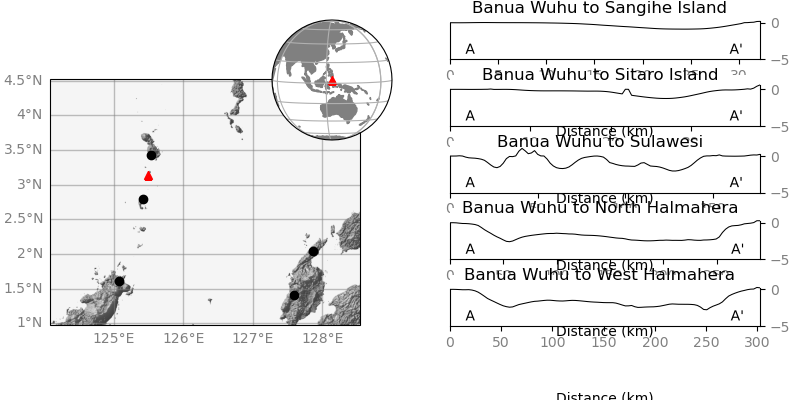 4.5°N
4°N
3.5°N
3°N
2.5°N
2°N
1.5°N
1°N
125°E 126°E 127°E 128°E
Banua Wuhu to Sangihe Island
A A'
0
−5
Banua Wuhu to Sitaro Island
A A'
0
−5
Distance (km)
Banua Wuhu to Sulawesi
A A'
0
−5
Distance (km)
Banua Wuhu to North Halmahera
A A'
0
−5
Distance (km)
Banua Wuhu to West Halmahera
A A'
0
−5
Distance (km)
0 50 100 150 200 250 300
Distance (km)